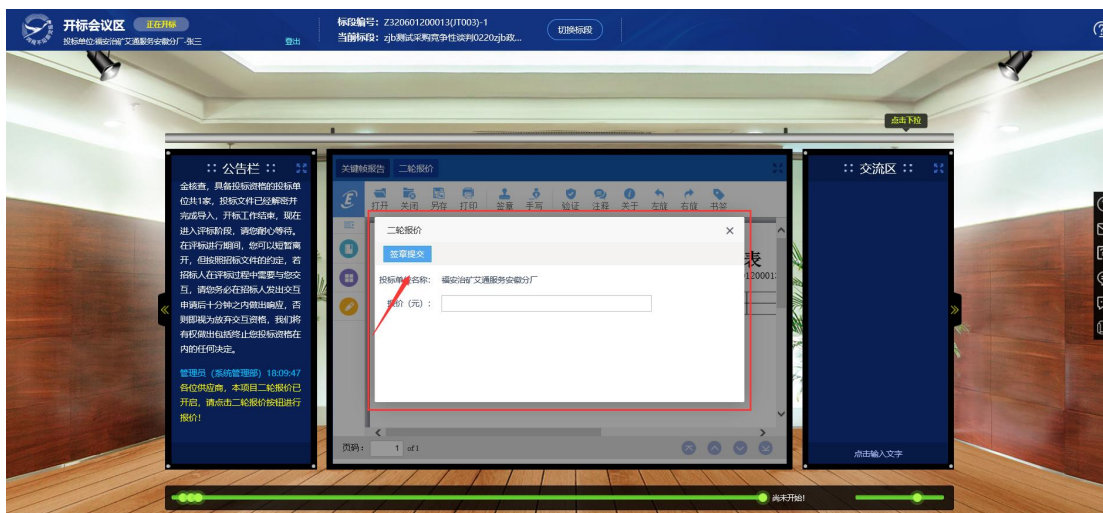 开标会议区 正在开标
投标单位:福安治矿艾通服务安徽分厂-张三 登出
标段编号：Z320601200013(JT003)-1
当前标段：zjb测试采购竞争性谈判0220zjb政...
切换标段
点击下拉
:: 公告栏 ::
金核查，具备投标资格的投标单
位共1家，投标文件已经解密并
完成导入，开标工作结束，现在
进入评标阶段，请您耐心等待。
在评标进行期间，您可以短暂离
开，但按照招标文件的约定，若
招标人在评标过程中需要与您交
互，请您务必在招标人发出交互
申请后十分钟之内做出响应，否
则即视为放弃交互资格，我们将
有权做出包括终止您投标资格在
内的任何决定。
管理员（系统管理部）18:09:47
各位供应商，本项目二轮报价已
开启，请点击二轮报价按钮进行
报价！
关键帧报告 二轮报价
打开 关闭 另存 打印 签章 手写 验证 注释 关于 左旋 右旋 书签
表
二轮报价 ×
签章提交
投标单位名称： 福安治矿艾通服务安徽分厂
报价（元）：
页码： 1 of1
:: 交流区 ::
点击输入文字
尚未开始!